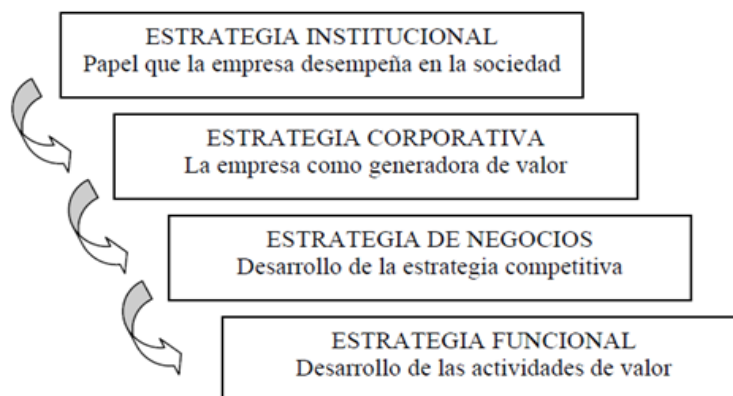 ESTRATEGIA INSTITUCIONAL
Papel que la empresa desempeña en la sociedad
ESTRATEGIA CORPORATIVA
La empresa como generadora de valor
ESTRATEGIA DE NEGOCIOS
Desarrollo de la estrategia competitiva
ESTRATEGIA FUNCIONAL
Desarrollo de las actividades de valor